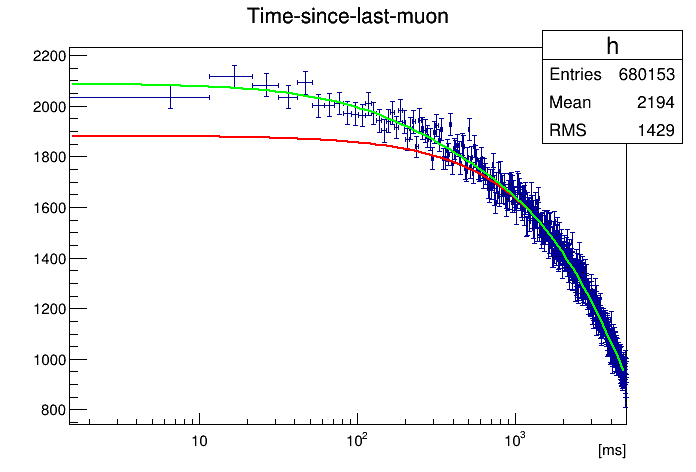 Time-since-last-muon
h
Entries 680153
Mean 2194
RMS 1429
2200
2000
1800
1600
1400
1200
1000
800
10
10²
10³
[ms]